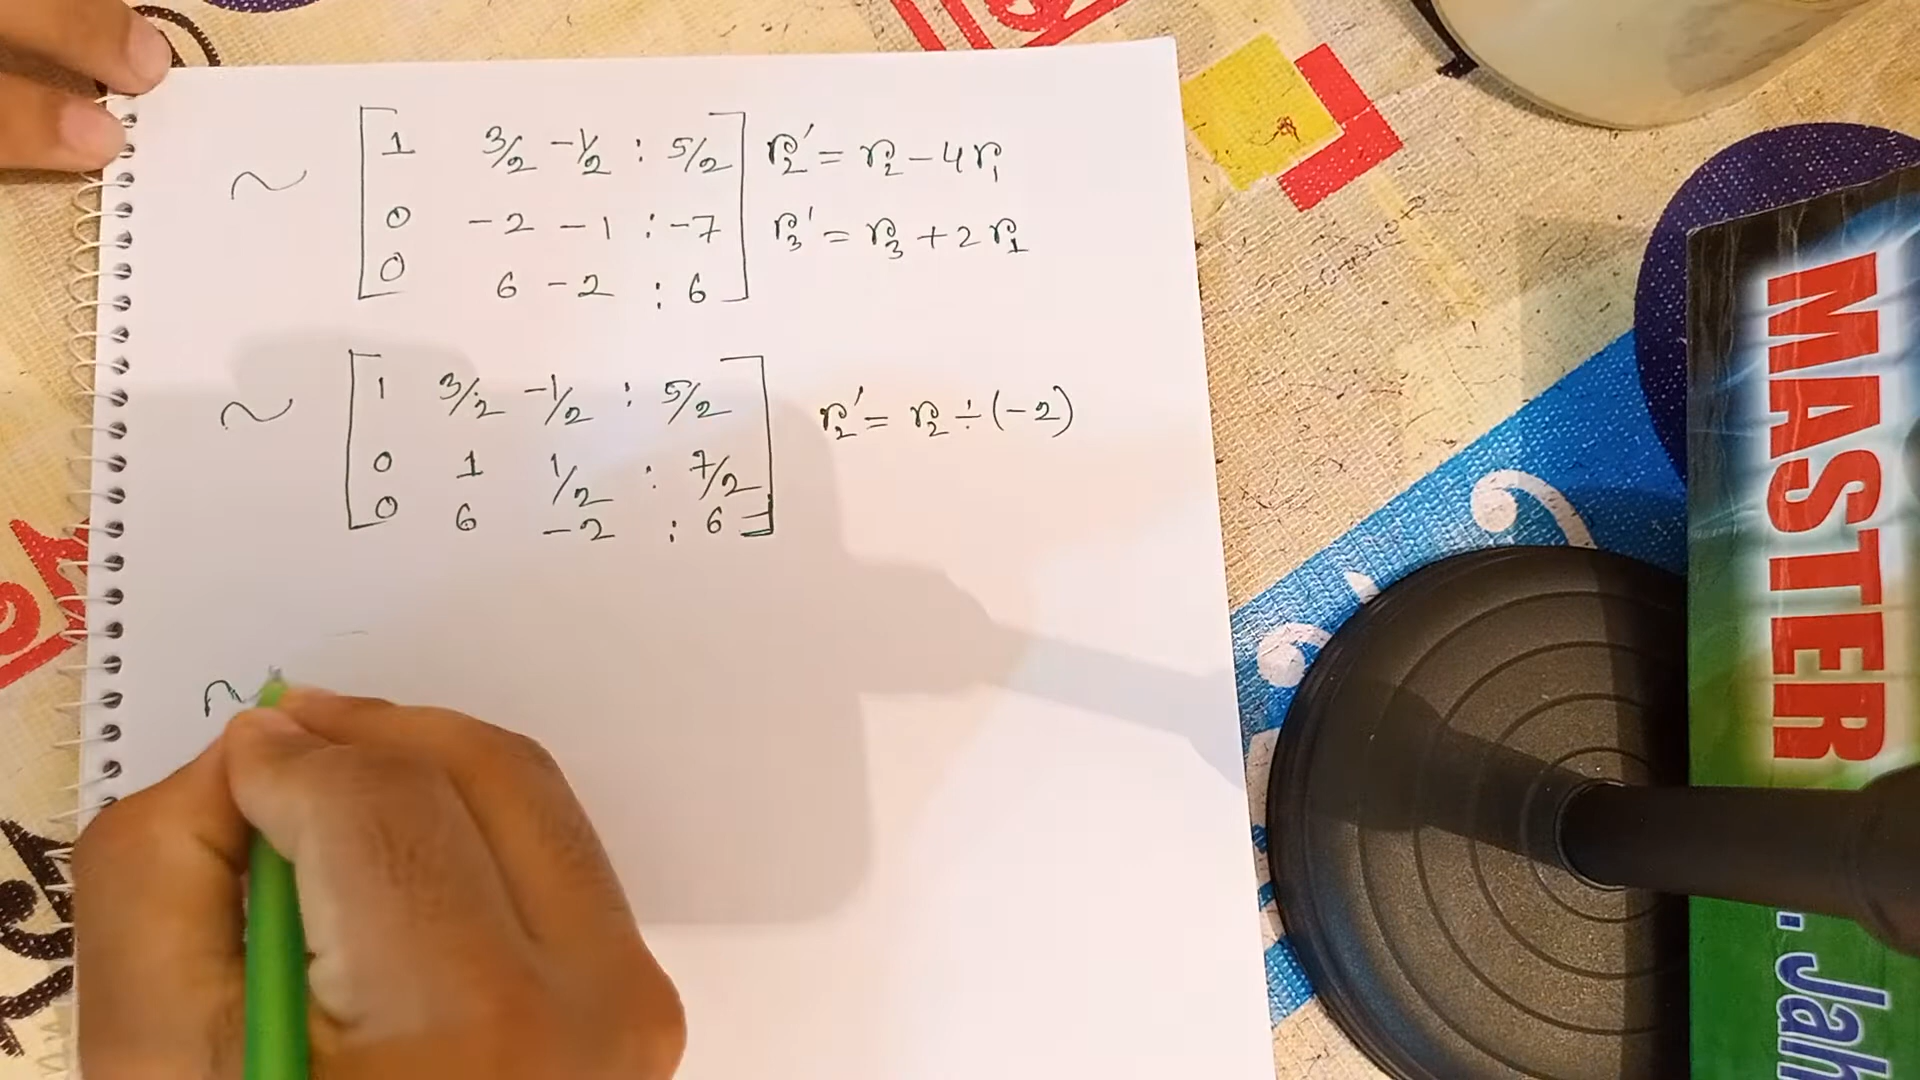 1 3/2 -1/2 : 5/2 r₂' = r₂ - 4r₁
~ 0 -2 -1 : -7 r₃' = r₃ + 2r₁
0 6 -2 : 6
~ 1 3/2 -1/2 : 5/2 r₂' = r₂ ÷ (-2)
0 1 1/2 : 7/2
0 6 -2 : 6
~
MASTER
Jah